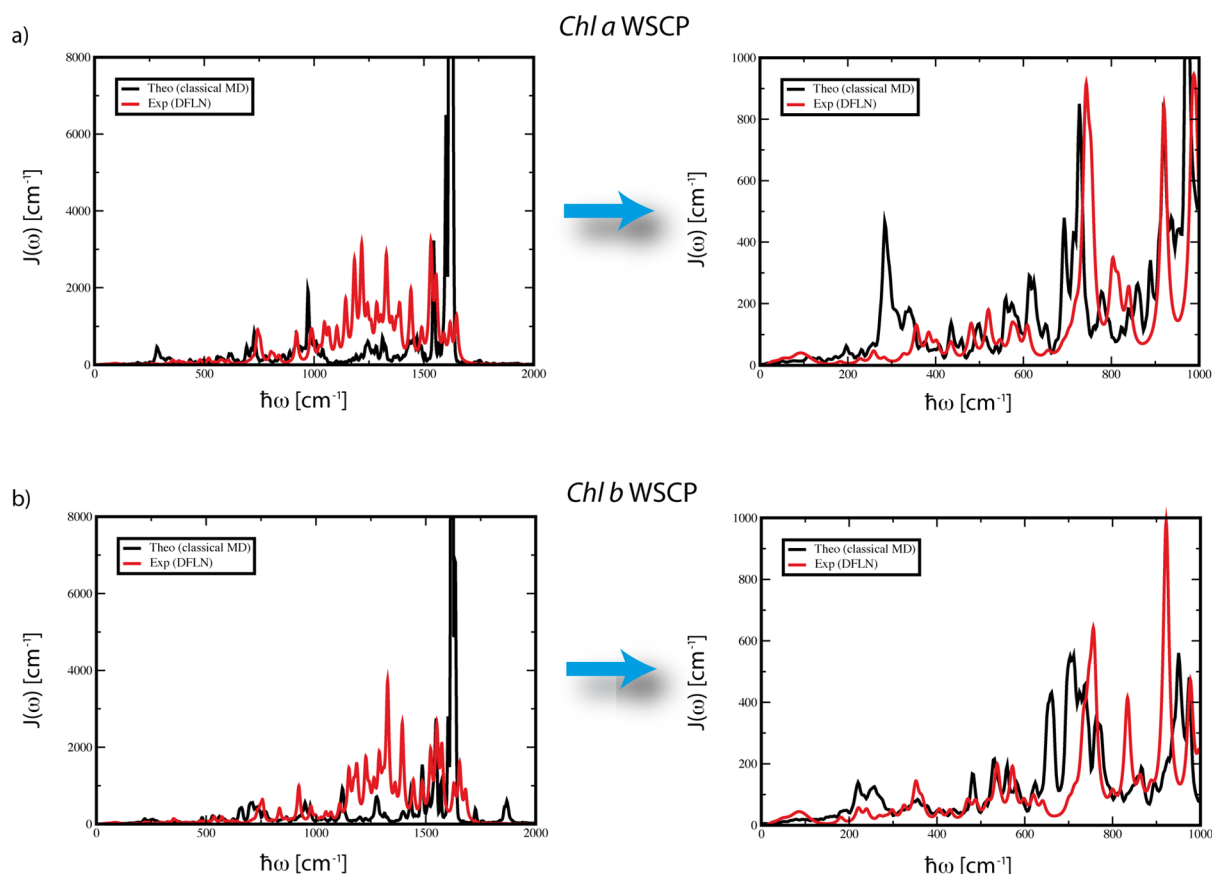 Chl a WSCP
a)
8000
6000
4000
2000
0
J(ω) [cm⁻¹]
Theo (classical MD)
Exp (DFLN)
0 500 1000 1500 2000
ħω [cm⁻¹]
1000
800
600
400
200
0
J(ω) [cm⁻¹]
Theo (classical MD)
Exp (DFLN)
0 200 400 600 800 1000
ħω [cm⁻¹]
Chl b WSCP
b)
8000
6000
4000
2000
0
J(ω) [cm⁻¹]
Theo (classical MD)
Exp (DFLN)
0 500 1000 1500 2000
ħω [cm⁻¹]
1000
800
600
400
200
0
J(ω) [cm⁻¹]
Theo (classical MD)
Exp (DFLN)
0 200 400 600 800 1000
ħω [cm⁻¹]